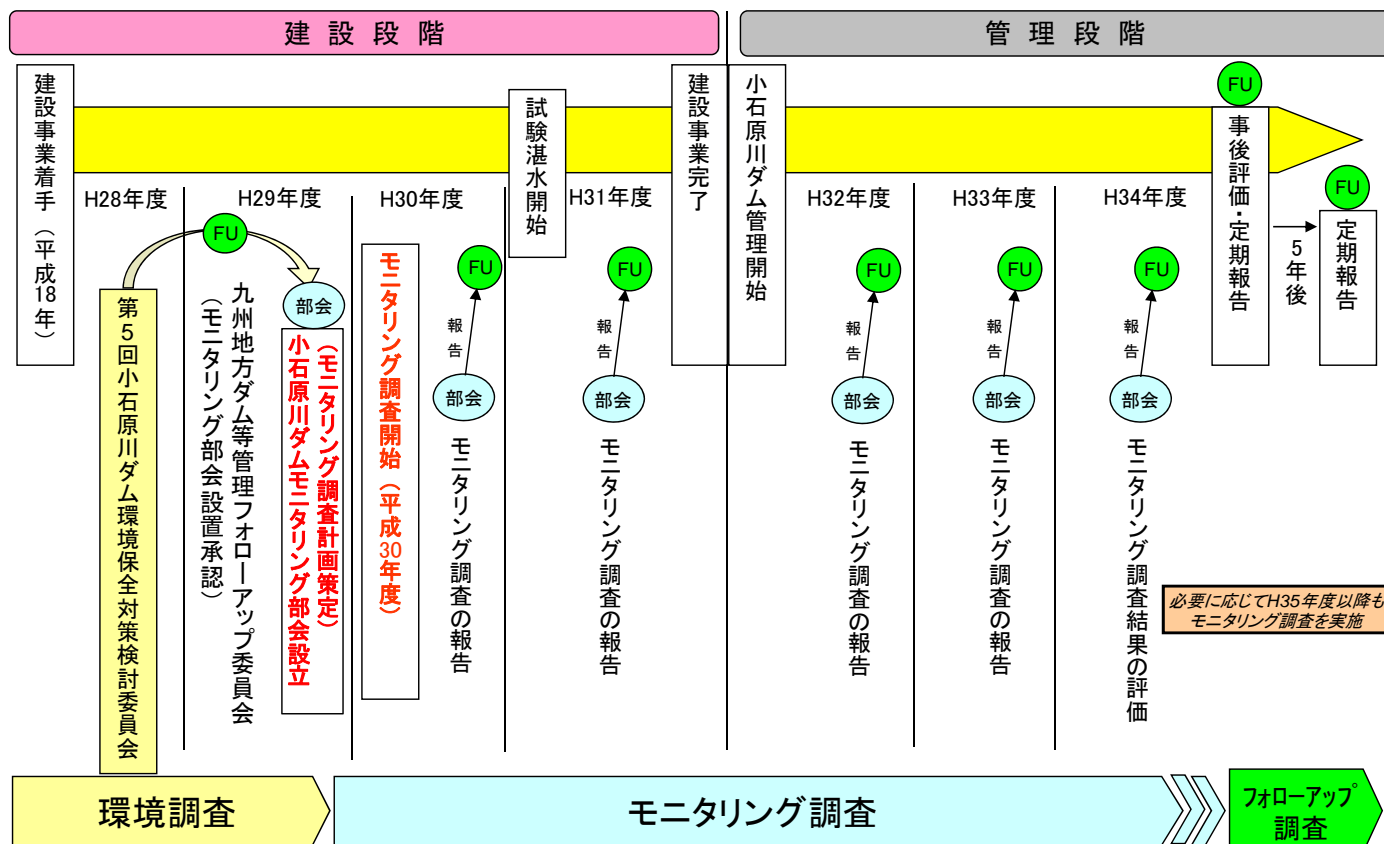 建設段階
管理段階
建設事業着手（平成18年）
試験湛水開始
建設事業完了
小石原川ダム管理開始
FU
事後評価・定期報告
5年後
FU
定期報告
H28年度
H29年度
H30年度
H31年度
H32年度
H33年度
H34年度
第5回小石原川ダム環境保全対策検討委員会
FU
九州地方ダム等管理フォローアップ委員会
（モニタリング部会設置承認）
部会
（モニタリング調査計画策定）
小石原川ダムモニタリング部会設立
モニタリング調査開始（平成30年度）
FU
報告
部会
モニタリング調査の報告
FU
報告
部会
モニタリング調査の報告
FU
報告
部会
モニタリング調査の報告
FU
報告
部会
モニタリング調査の報告
FU
報告
部会
モニタリング調査結果の評価
必要に応じてH35年度以降も
モニタリング調査を実施
環境調査
モニタリング調査
フォローアップ
調査